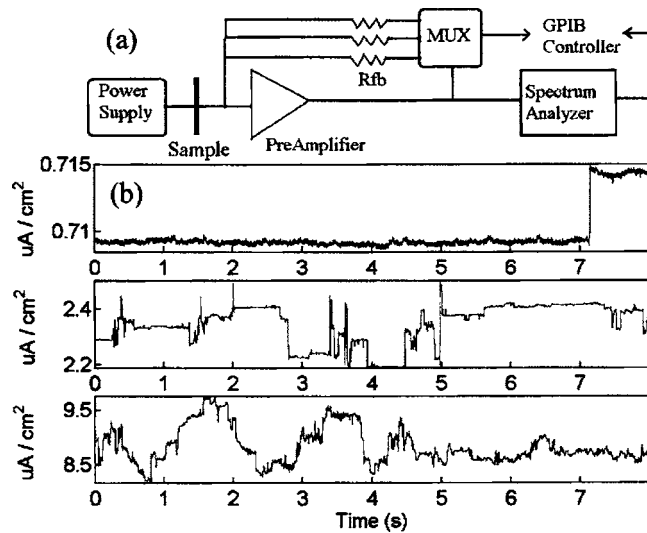 (a)
MUX
GPIB
Controller
Rfb
Power
Supply
Spectrum
Analyzer
Sample
PreAmplifier
(b)
0.715
0.71
uA / cm²
0 1 2 3 4 5 6 7
2.4
2.2
uA / cm²
0 1 2 3 4 5 6 7
9.5
8.5
uA / cm²
0 1 2 3 4 5 6 7
Time (s)